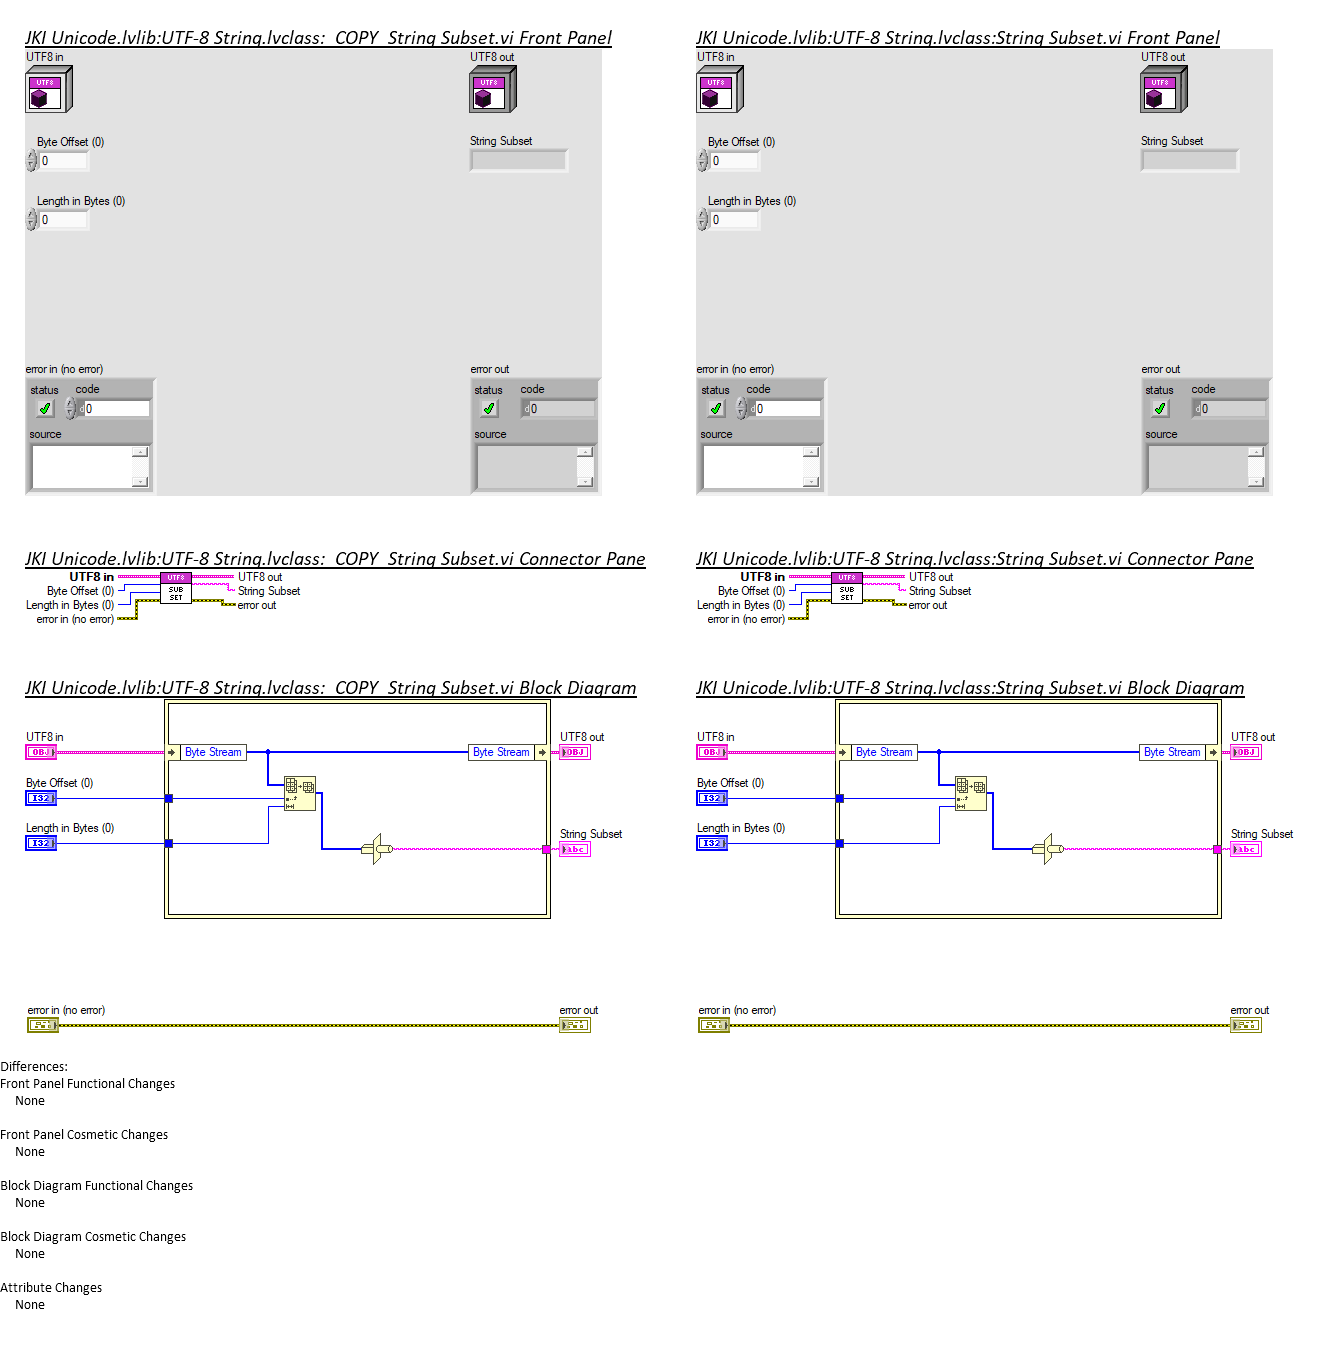 JKI Unicode.lvlib:UTF-8 String.lvclass:_COPY_String Subset.vi Front Panel
UTF8 in
UTF8 out
UTF8
UTF8
Byte Offset (0)
0
String Subset
Length in Bytes (0)
0
error in (no error)
status code
d0
source
error out
status code
d0
source
JKI Unicode.lvlib:UTF-8 String.lvclass:String Subset.vi Front Panel
UTF8 in
UTF8 out
UTF8
UTF8
Byte Offset (0)
0
String Subset
Length in Bytes (0)
0
error in (no error)
status code
d0
source
error out
status code
d0
source
JKI Unicode.lvlib:UTF-8 String.lvclass:_COPY_String Subset.vi Connector Pane
UTF8 in
Byte Offset (0)
Length in Bytes (0)
error in (no error)
UTF8
SUB
SET
UTF8 out
String Subset
error out
JKI Unicode.lvlib:UTF-8 String.lvclass:String Subset.vi Connector Pane
UTF8 in
Byte Offset (0)
Length in Bytes (0)
error in (no error)
UTF8
SUB
SET
UTF8 out
String Subset
error out
JKI Unicode.lvlib:UTF-8 String.lvclass:_COPY_String Subset.vi Block Diagram
UTF8 in
OBJ
Byte Stream
Byte Stream
UTF8 out
OBJ
Byte Offset (0)
I32
Length in Bytes (0)
I32
String Subset
abc
error in (no error)
error out
JKI Unicode.lvlib:UTF-8 String.lvclass:String Subset.vi Block Diagram
UTF8 in
OBJ
Byte Stream
Byte Stream
UTF8 out
OBJ
Byte Offset (0)
I32
Length in Bytes (0)
I32
String Subset
abc
error in (no error)
error out
Differences:
Front Panel Functional Changes
None
Front Panel Cosmetic Changes
None
Block Diagram Functional Changes
None
Block Diagram Cosmetic Changes
None
Attribute Changes
None